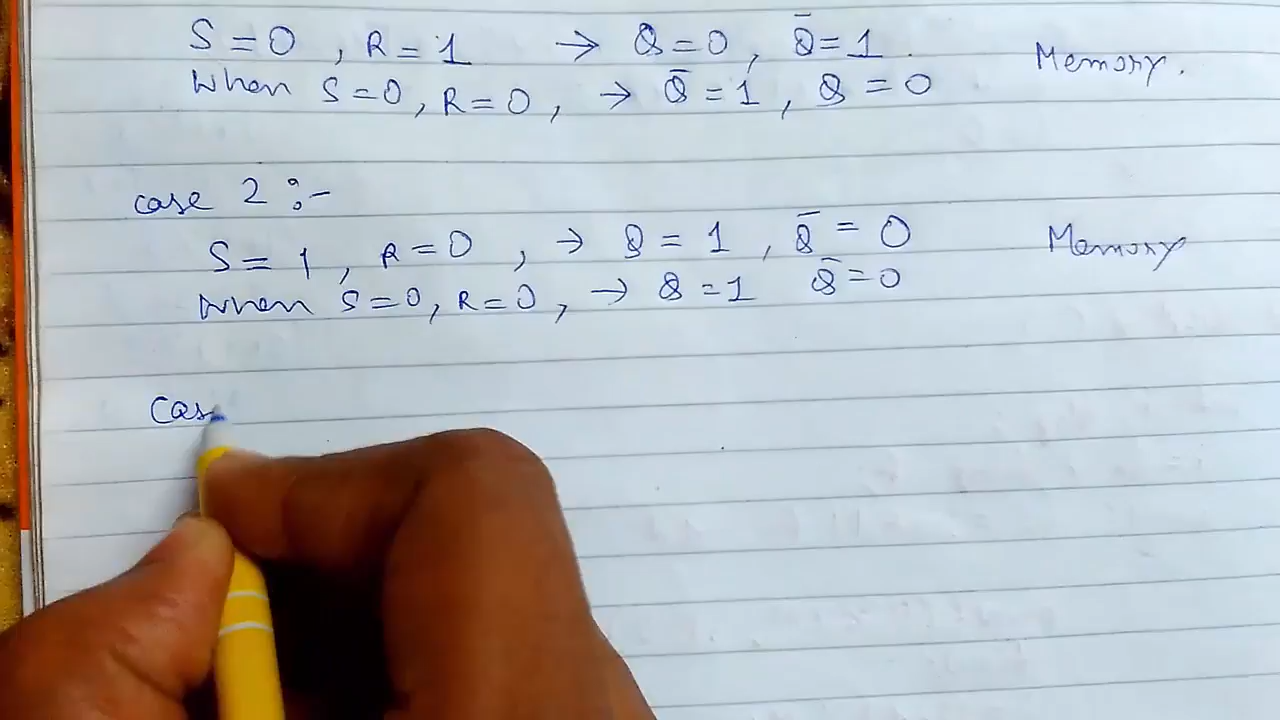 S = 0 , R = 1 → Q = 0 , Q̄ = 1 .
When S = 0 , R = 0 , → Q̄ = 1 , Q = 0 Memory.
case 2 :-
S = 1 , R = 0 , → Q = 1 , Q̄ = 0 Memory
When S = 0 , R = 0 , → Q = 1 Q̄ = 0
Cas